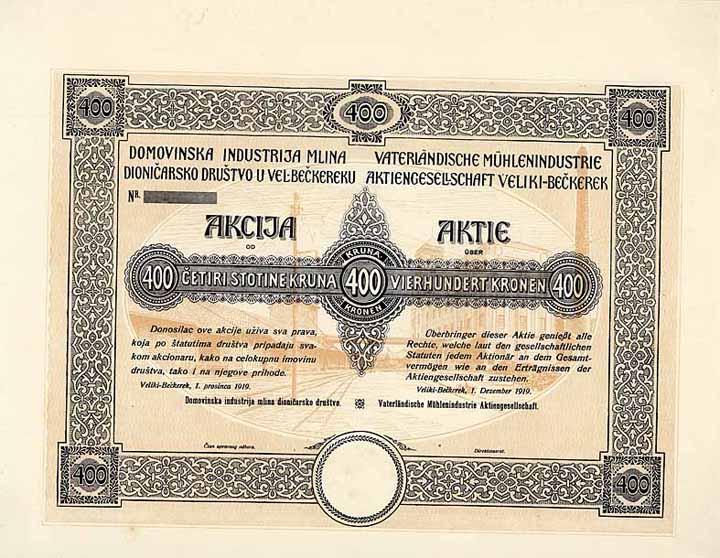 400
400
400
DOMOVINSKA INDUSTRIJA MLINA
DIONIČARSKO DRUŠTVO U VEL-BEČKEREKU
NR.
AKCIJA
OD
VATERLÄNDISCHE MÜHLENINDUSTRIE
AKTIENGESELLSCHAFT VELIKI-BEČKEREK
AKTIE
ÜBER
KRUNA
400 ČETIRI STOTINE KRUNA 400 VIERHUNDERT KRONEN 400
KRONEN
Donosilac ove akcije uživa sva prava,
koja po štatutima društva pripadaju sva-
kom akcionaru, kako na celokupnu imovinu
društva, tako i na njegove prihode.
Veliki-Bečkerek, 1. prosinca 1919.
Domovinska industrija mlina dioničarsko društvo.
Überbringer dieser Aktie genießt alle
Rechte, welche laut den gesellschaftlichen
Statuten jedem Aktionär an dem Gesamt-
vermögen wie an den Erträgnissen der
Aktiengesellschaft zustehen.
Veliki-Bečkerek, 1. Dezember 1919.
Vaterländische Mühlenindustrie Aktiengesellschaft.
Član upravnog odbora.
Direktionsrat.
400
400